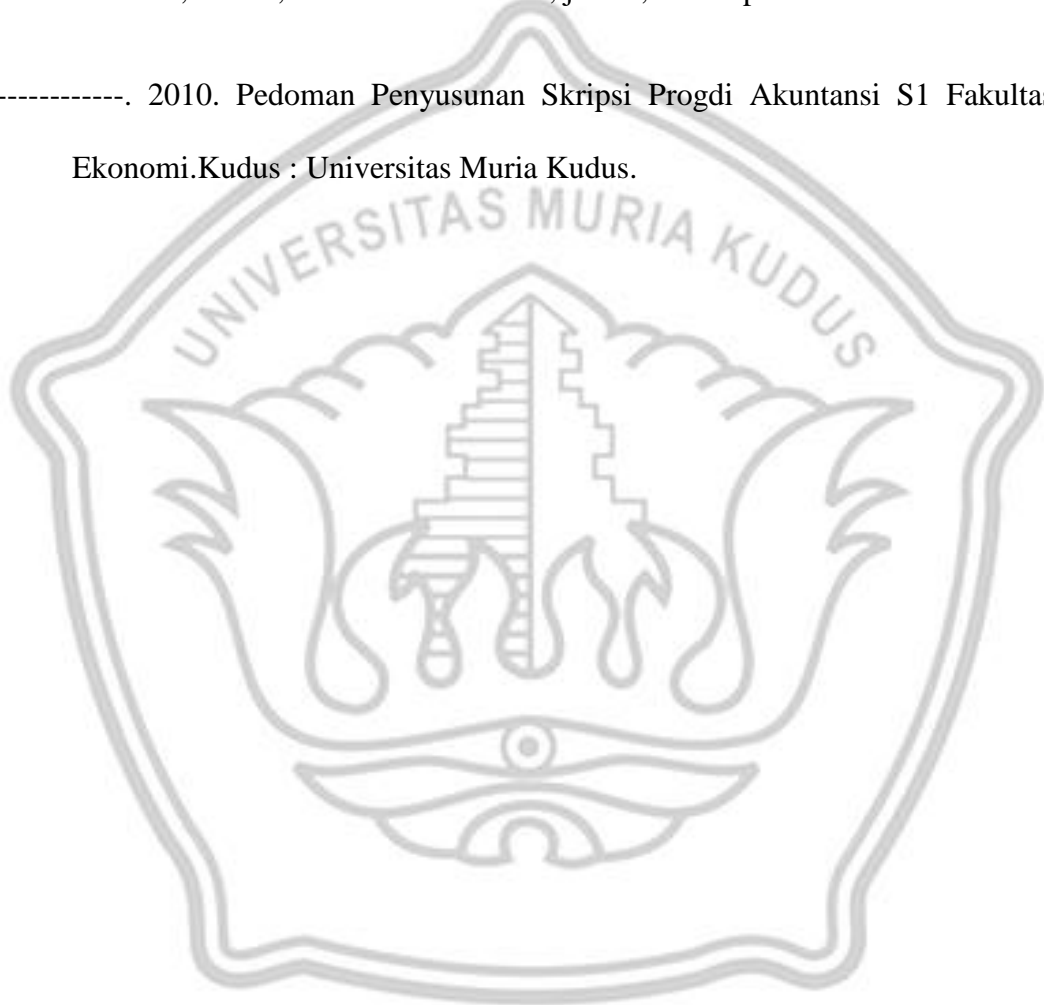 ------------. 2010. Pedoman Penyusunan Skripsi Progdi Akuntansi S1 Fakultas
Ekonomi.Kudus : Universitas Muria Kudus.
UNIVERSITAS MURIA KUDUS